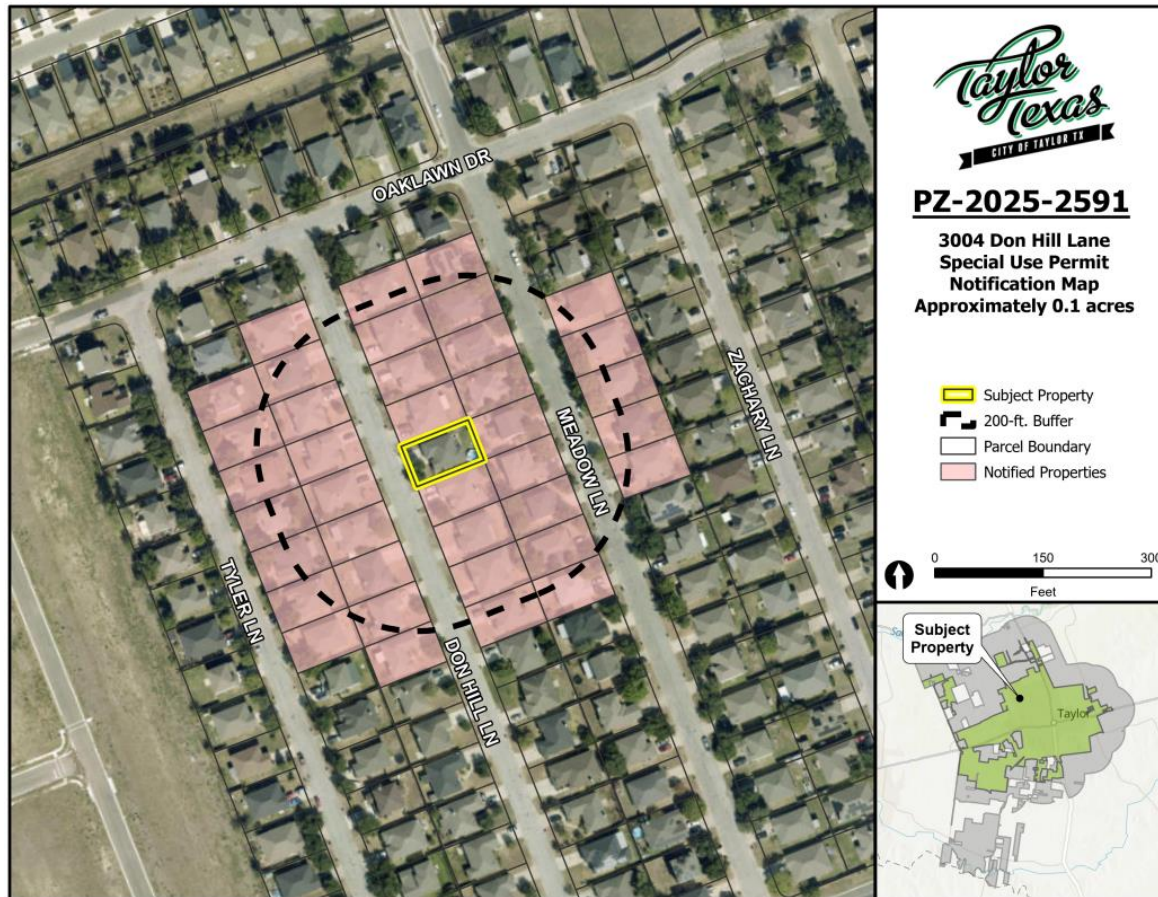 Taylor
Texas
CITY OF TAYLOR TX
PZ-2025-2591
3004 Don Hill Lane
Special Use Permit
Notification Map
Approximately 0.1 acres
Subject Property
200-ft. Buffer
Parcel Boundary
Notified Properties
0 150 300
Feet
OAKLAWN DR
ZACHARY LN
MEADOW LN
TYLER LN
DON HILL LN
Subject
Property
Taylor